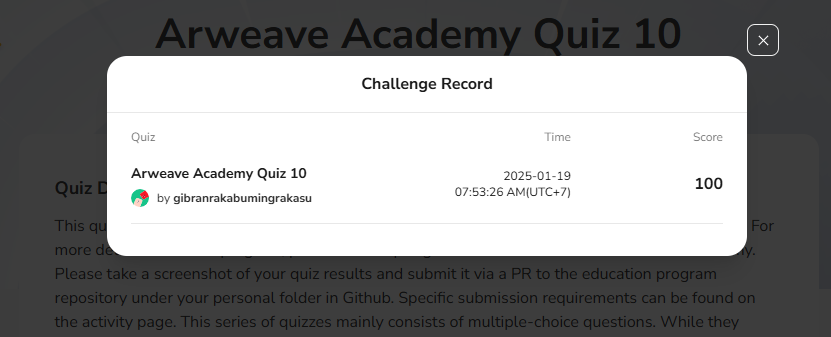 Arweave Academy Quiz 10
Challenge Record
Quiz Time Score
Arweave Academy Quiz 10
by gibranrakabumingrakasu
2025-01-19
07:53:26 AM(UTC+7)
100
Quiz D
This qu For
more de y.
Please take a screenshot of your quiz results and submit it via a PR to the education program
repository under your personal folder in Github. Specific submission requirements can be found on
the activity page. This series of quizzes mainly consists of multiple-choice questions. While they